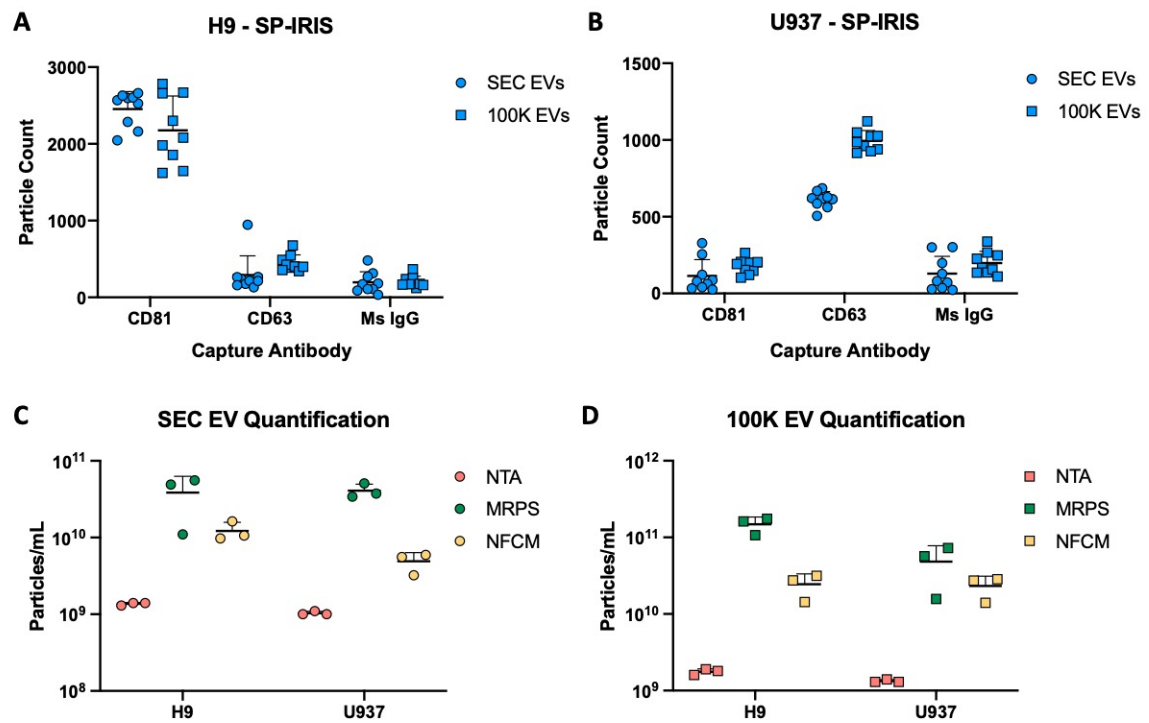 A
H9 - SP-IRIS
3000
2000
1000
0
Particle Count
CD81
CD63
Ms IgG
Capture Antibody
SEC EVs
100K EVs
B
U937 - SP-IRIS
1500
1000
500
0
Particle Count
CD81
CD63
Ms IgG
Capture Antibody
SEC EVs
100K EVs
C
SEC EV Quantification
10¹¹
10¹⁰
10⁹
10⁸
Particles/mL
H9
U937
NTA
MRPS
NFCM
D
100K EV Quantification
10¹²
10¹¹
10¹⁰
10⁹
Particles/mL
H9
U937
NTA
MRPS
NFCM